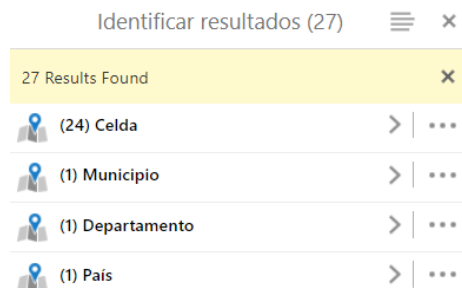 Identificar resultados (27)
27 Results Found
(24) Celda
(1) Municipio
(1) Departamento
(1) País